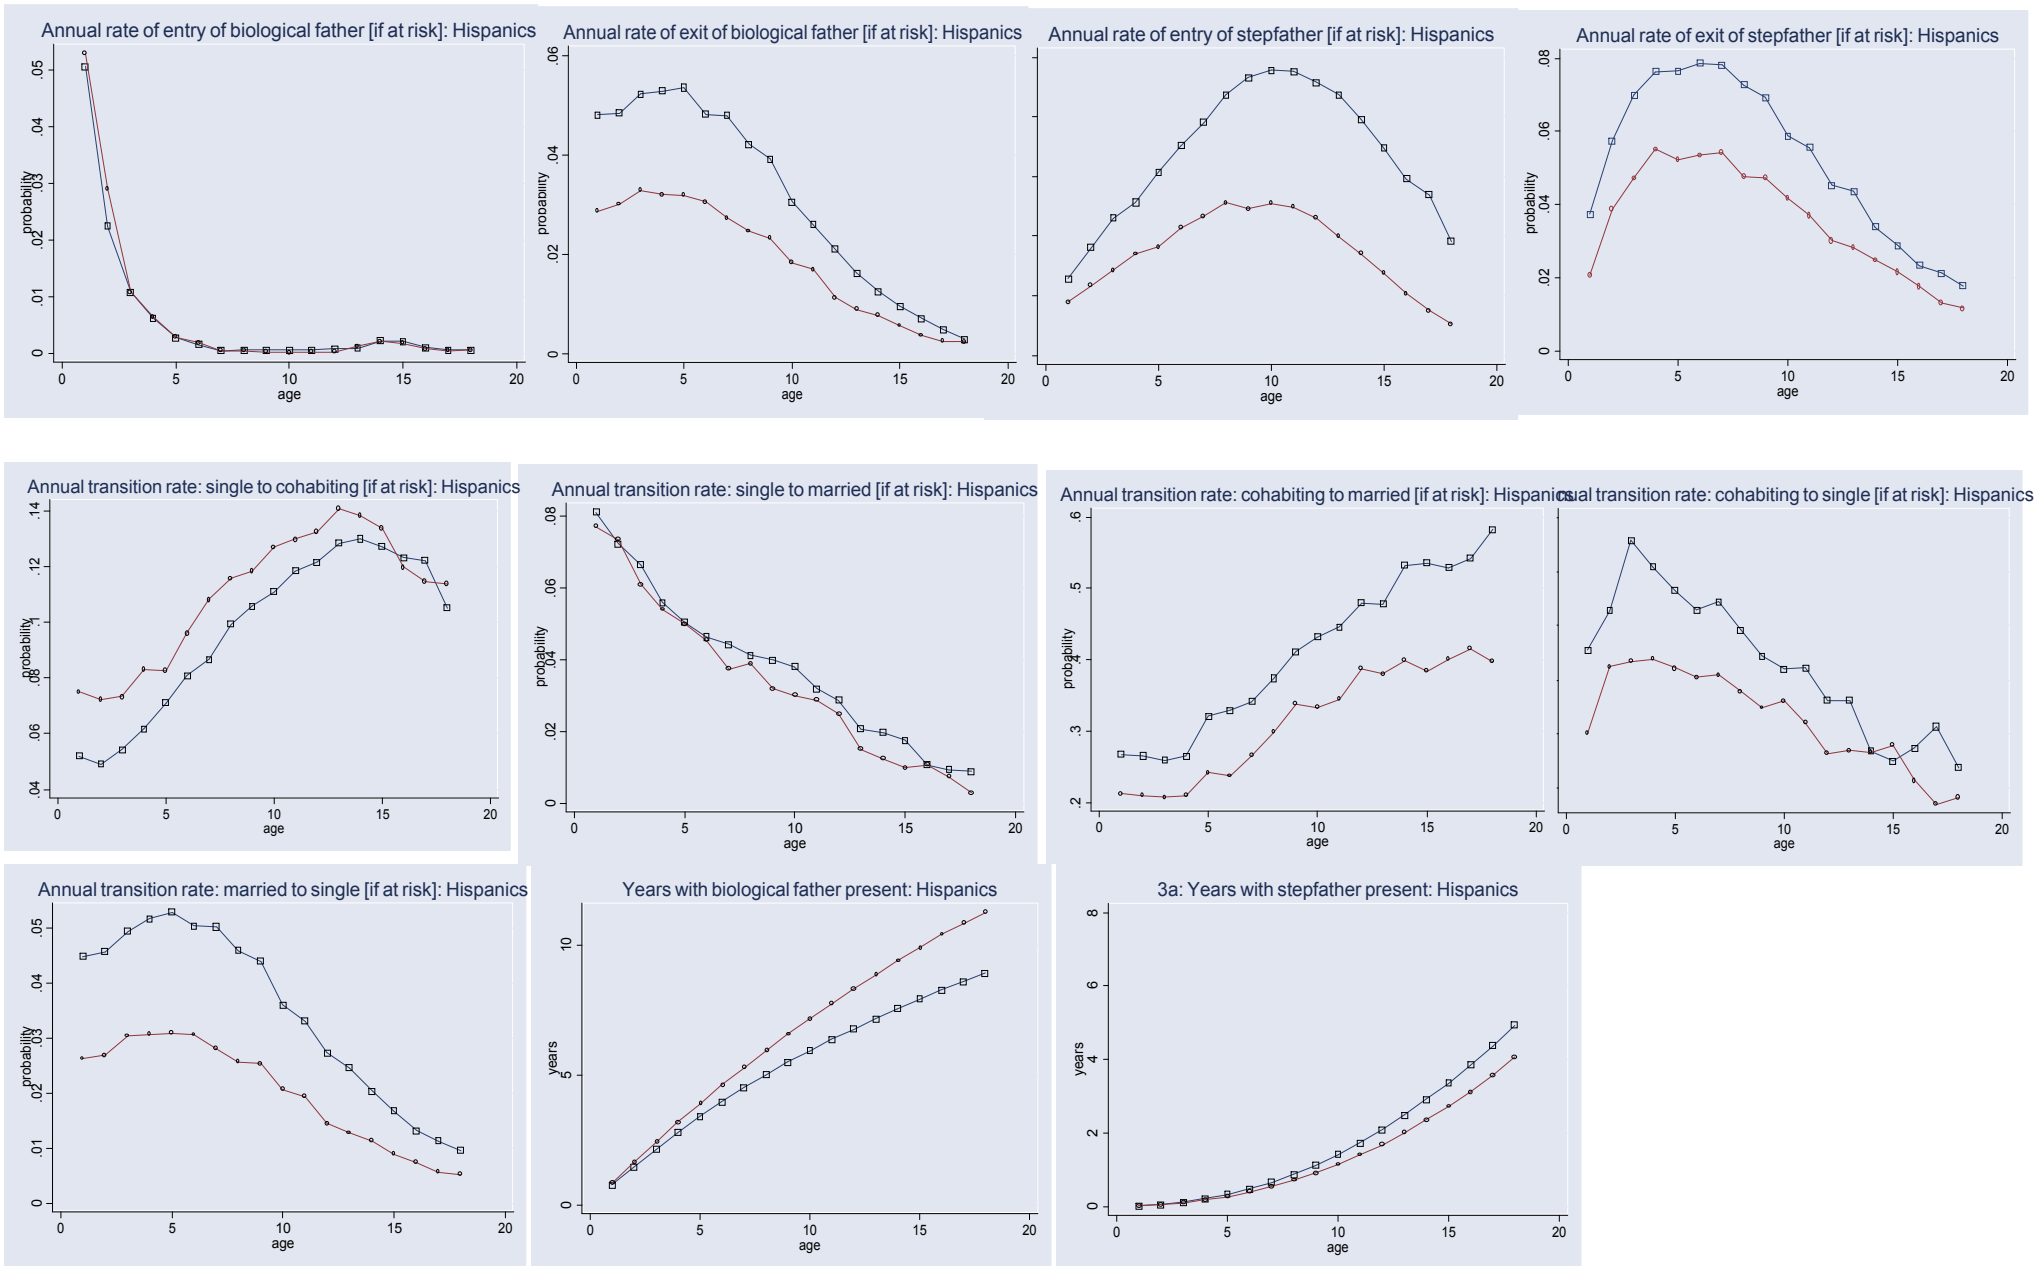 Annual rate of entry of biological father [if at risk]: Hispanics
.05
.04
.03
.02
.01
0
probability
0 5 10 15 20
age
Annual rate of exit of biological father [if at risk]: Hispanics
.06
.04
.02
0
probability
0 5 10 15 20
age
Annual rate of entry of stepfather [if at risk]: Hispanics
0 5 10 15 20
age
Annual rate of exit of stepfather [if at risk]: Hispanics
.08
.06
.04
.02
0
probability
0 5 10 15 20
age
Annual transition rate: single to cohabiting [if at risk]: Hispanics
.14
.12
.1
.08
.06
.04
probability
0 5 10 15 20
age
Annual transition rate: single to married [if at risk]: Hispanics
.08
.06
.04
.02
0
probability
0 5 10 15 20
age
Annual transition rate: cohabiting to married [if at risk]: Hispanics
.6
.5
.4
.3
.2
probability
0 5 10 15 20
age
nual transition rate: cohabiting to single [if at risk]: Hispanics
0 5 10 15 20
age
Annual transition rate: married to single [if at risk]: Hispanics
.05
.04
.03
.02
.01
0
probability
0 5 10 15 20
age
Years with biological father present: Hispanics
10
5
0
years
0 5 10 15 20
age
3a: Years with stepfather present: Hispanics
8
6
4
2
0
years
0 5 10 15 20
age